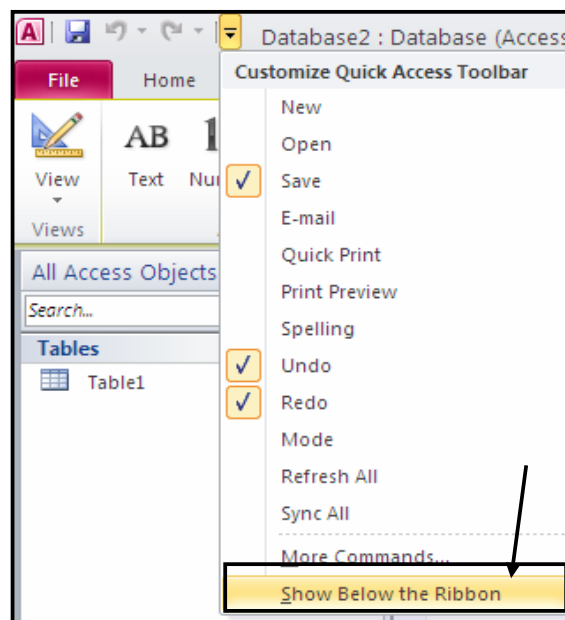 Database2 : Database (Access
File Home
Customize Quick Access Toolbar
AB
View Text
Views
All Access Objects
Search...
Tables
Table1
New
Open
Save
E-mail
Quick Print
Print Preview
Spelling
Undo
Redo
Mode
Refresh All
Sync All
More Commands...
Show Below the Ribbon